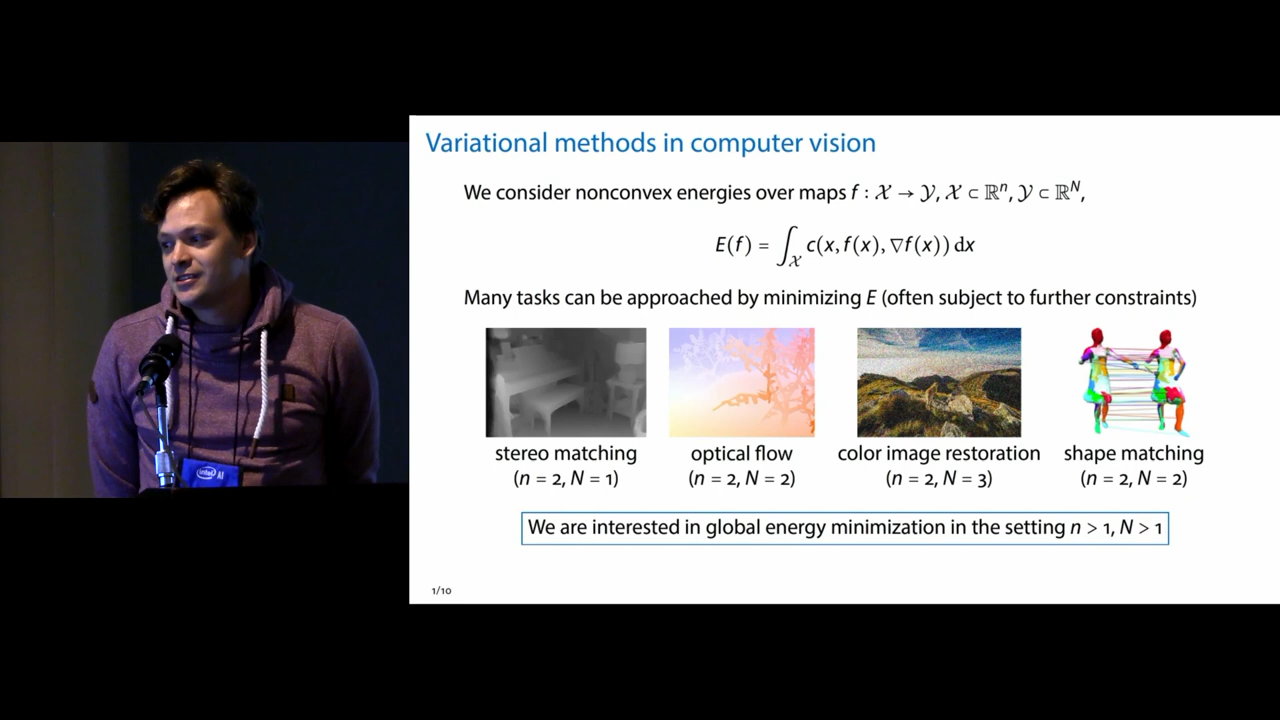 Variational methods in computer vision
We consider nonconvex energies over maps f : 𝒳 → 𝒴, 𝒳 ⊂ ℝⁿ, 𝒴 ⊂ ℝᴺ,
E(f) = ∫_𝒳 c(x, f(x), ∇f(x)) dx
Many tasks can be approached by minimizing E (often subject to further constraints)
stereo matching
(n = 2, N = 1)
optical flow
(n = 2, N = 2)
color image restoration
(n = 2, N = 3)
shape matching
(n = 2, N = 2)
We are interested in global energy minimization in the setting n > 1, N > 1
1/10
intel AI